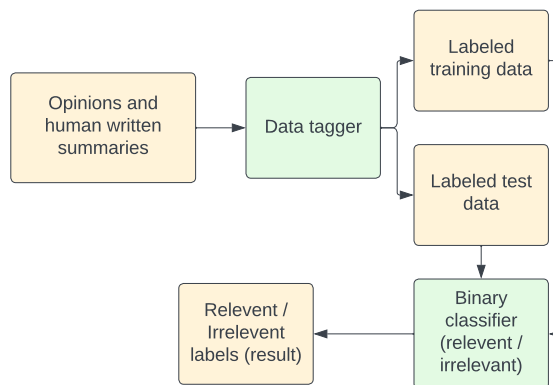 Opinions and
human written
summaries
Data tagger
Labeled
training data
Labeled test
data
Relevent /
Irrelevent
labels (result)
Binary
classifier
(relevent /
irrelevant)